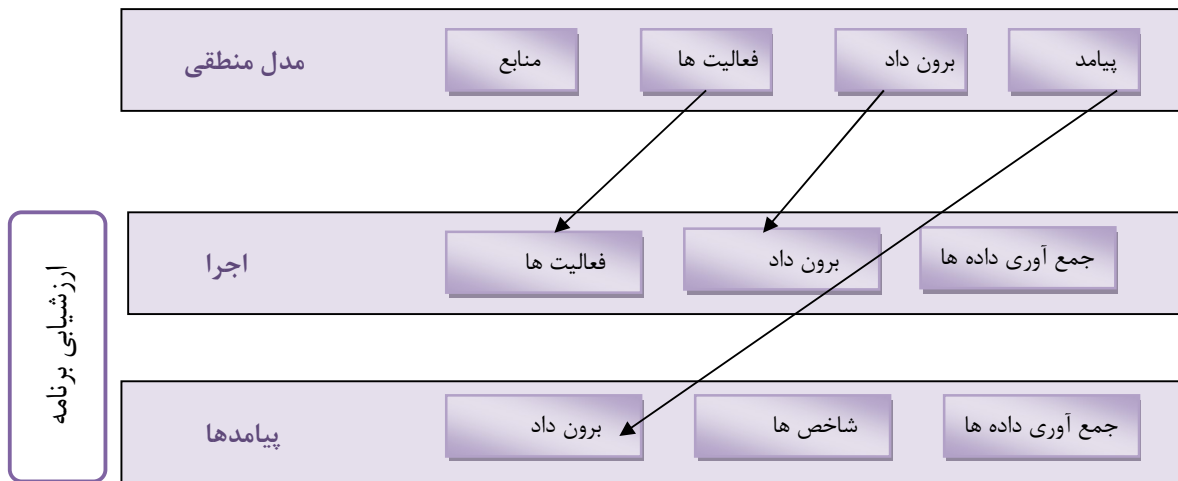 مدل منطقی
منابع
فعالیت ها
برون داد
پیامد
ارزشیابی برنامه
اجرا
فعالیت ها
برون داد
جمع آوری داده ها
پیامدها
برون داد
شاخص ها
جمع آوری داده ها